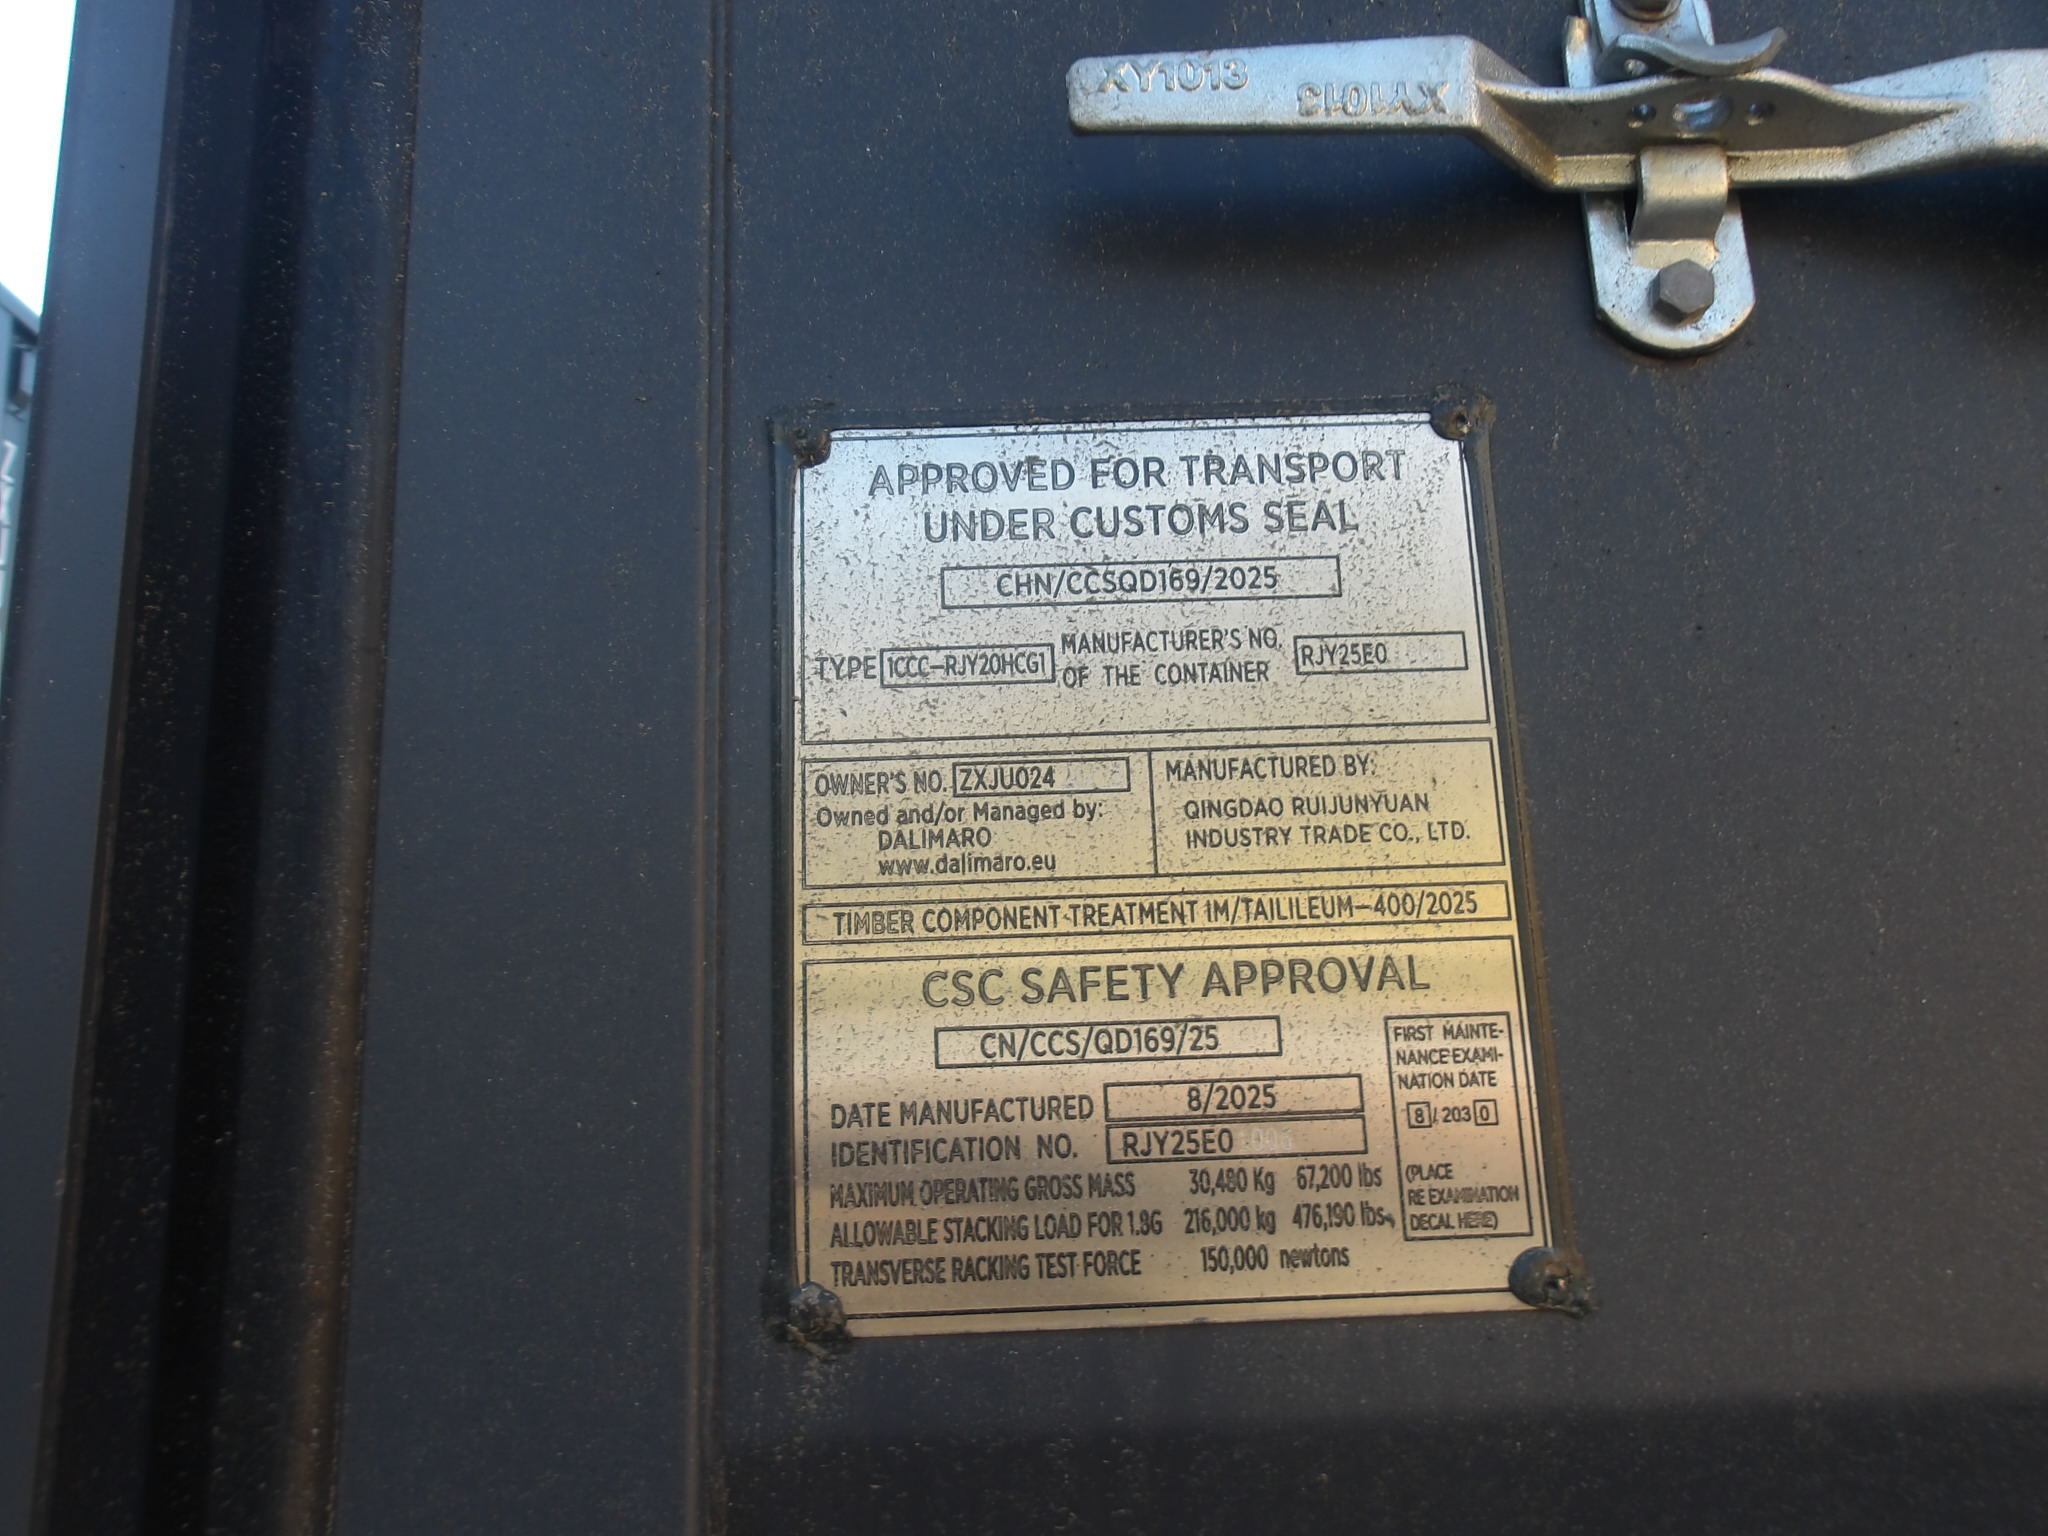 XY1013
XY1013
APPROVED FOR TRANSPORT
UNDER CUSTOMS SEAL
CHN/CCSQD169/2025
TYPE 1CCC-RJY20HCG1
MANUFACTURER'S NO.
OF THE CONTAINER
RJY25E0
OWNER'S NO. ZXJU024
Owned and/or Managed by:
DALIMARO
www.dalimaro.eu
MANUFACTURED BY:
QINGDAO RUIJUNYUAN
INDUSTRY TRADE CO., LTD.
TIMBER COMPONENT TREATMENT IM/TAILILEUM-400/2025
CSC SAFETY APPROVAL
CN/CCS/QD169/25
DATE MANUFACTURED 8/2025
IDENTIFICATION NO. RJY25E0
MAXIMUM OPERATING GROSS MASS 30,480 Kg 67,200 lbs
ALLOWABLE STACKING LOAD FOR 1.8G 216,000 kg 476,190 lbs
TRANSVERSE RACKING TEST FORCE 150,000 newtons
FIRST MAINTE-
NANCE EXAMI-
NATION DATE
8/2030
(PLACE
RE EXAMINATION
DECAL HERE)